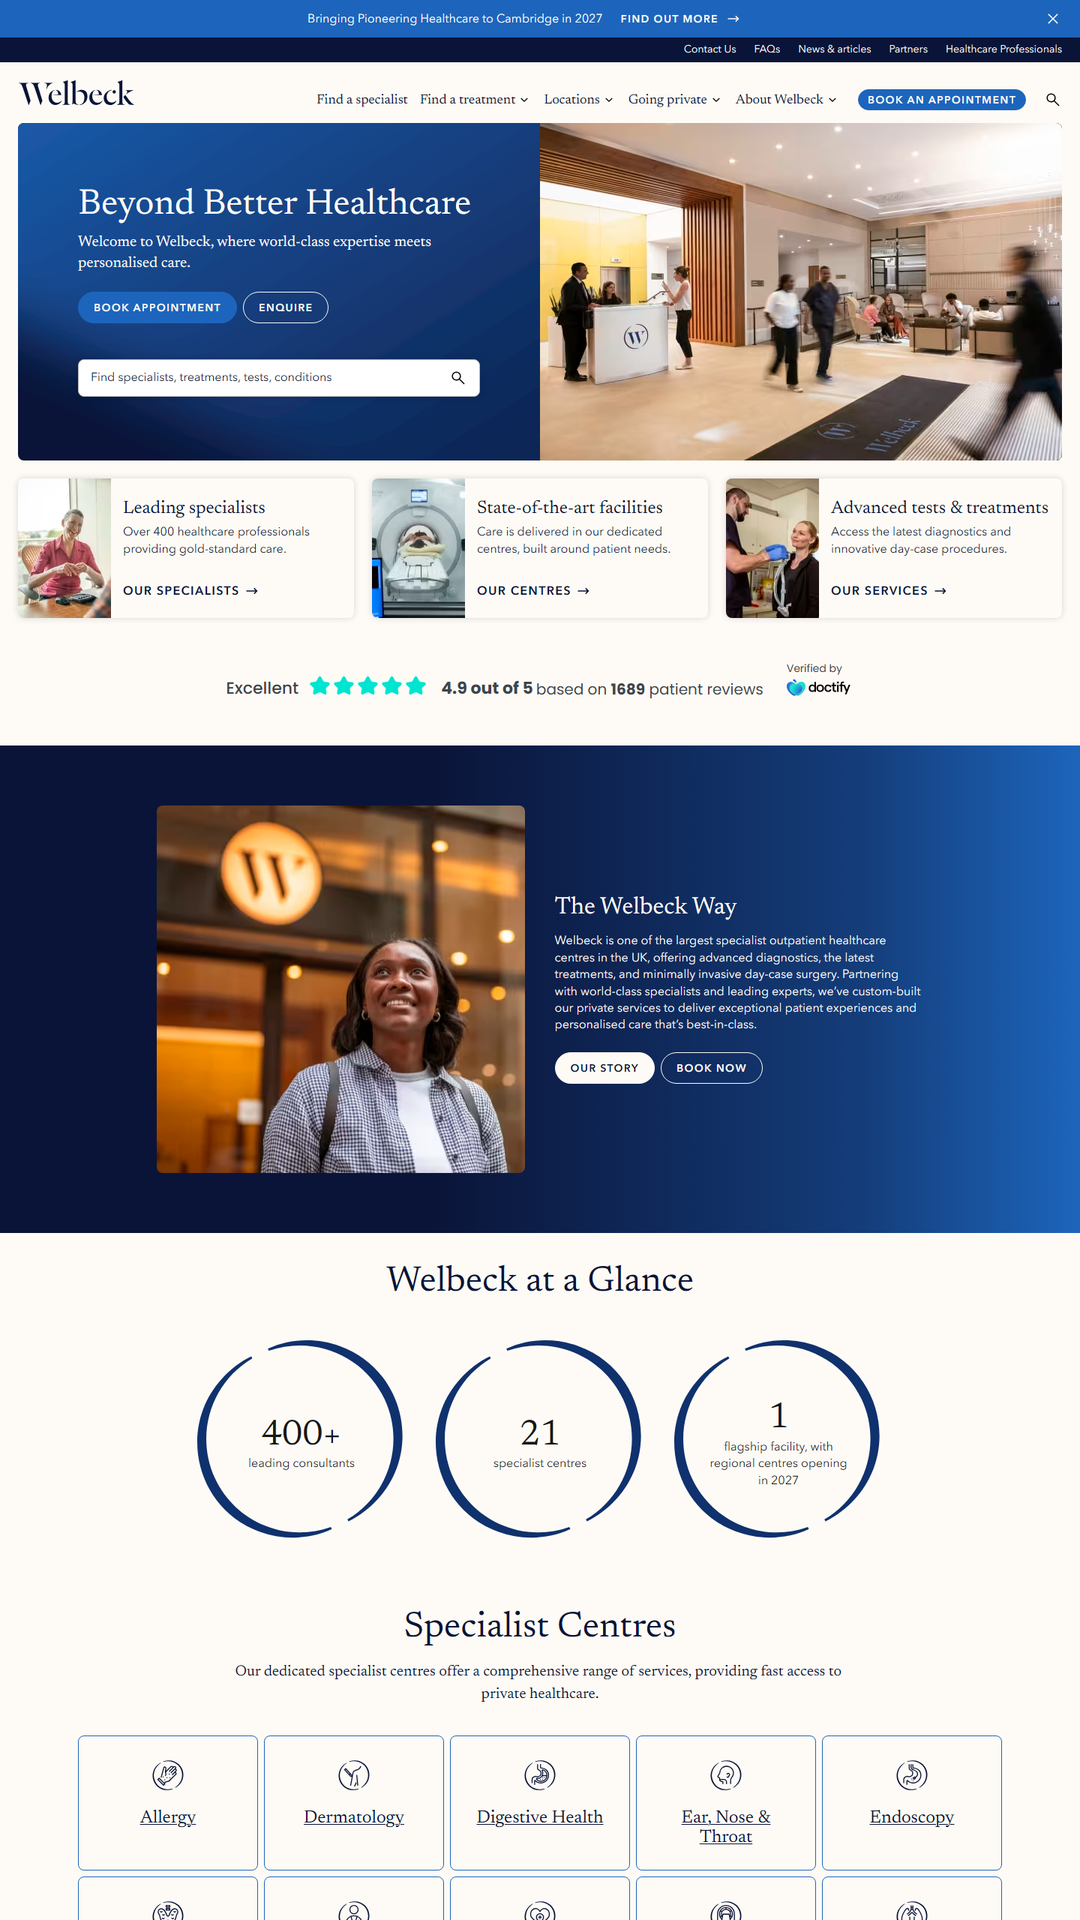 Bringing Pioneering Healthcare to Cambridge in 2027 FIND OUT MORE →
Contact Us FAQs News & articles Partners Healthcare Professionals
Welbeck
Find a specialist Find a treatment Locations Going private About Welbeck BOOK AN APPOINTMENT
Beyond Better Healthcare
Welcome to Welbeck, where world-class expertise meets
personalised care.
BOOK APPOINTMENT ENQUIRE
Find specialists, treatments, tests, conditions
W
W
Welbeck
Leading specialists
Over 400 healthcare professionals
providing gold-standard care.
OUR SPECIALISTS →
State-of-the-art facilities
Care is delivered in our dedicated
centres, built around patient needs.
OUR CENTRES →
Advanced tests & treatments
Access the latest diagnostics and
innovative day-case procedures.
OUR SERVICES →
Excellent 4.9 out of 5 based on 1689 patient reviews
Verified by
doctify
W
The Welbeck Way
Welbeck is one of the largest specialist outpatient healthcare
centres in the UK, offering advanced diagnostics, the latest
treatments, and minimally invasive day-case surgery. Partnering
with world-class specialists and leading experts, we’ve custom-built
our private services to deliver exceptional patient experiences and
personalised care that’s best-in-class.
OUR STORY BOOK NOW
Welbeck at a Glance
400+
leading consultants
21
specialist centres
1
flagship facility, with
regional centres opening
in 2027
Specialist Centres
Our dedicated specialist centres offer a comprehensive range of services, providing fast access to
private healthcare.
Allergy
Dermatology
Digestive Health
Ear, Nose &
Throat
Endoscopy